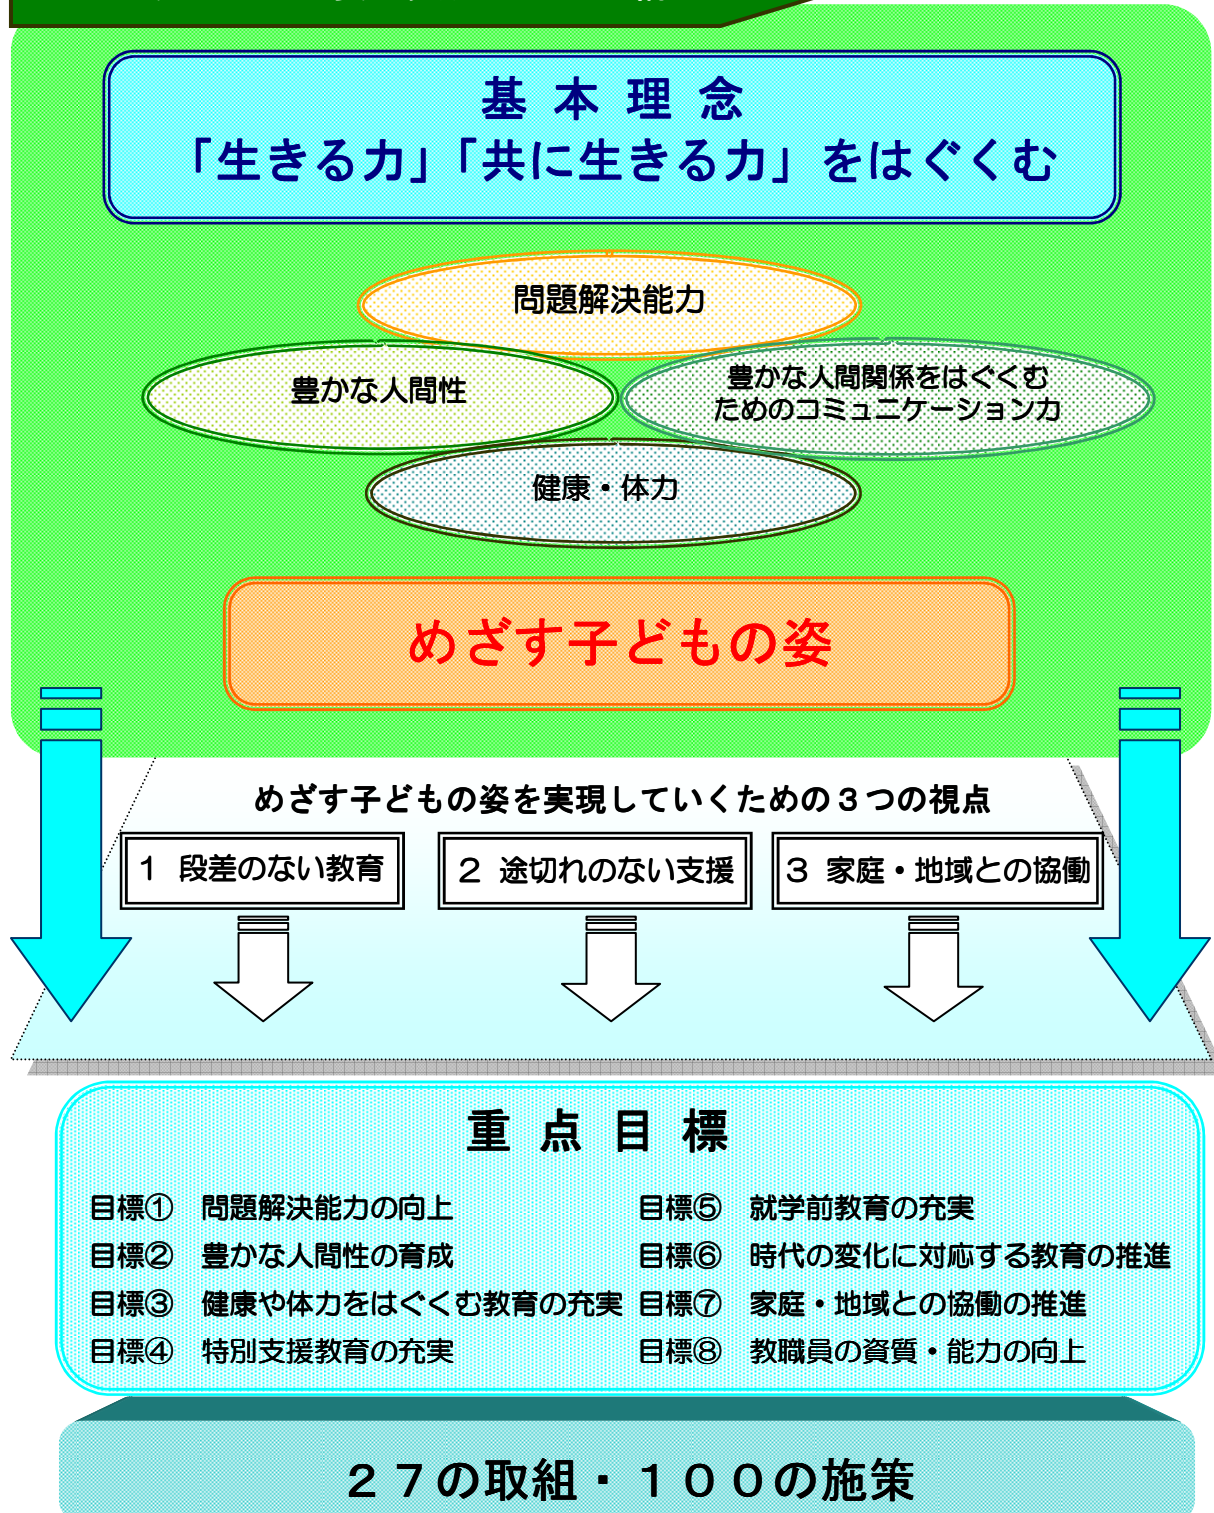 基本理念
「生きる力」「共に生きる力」をはぐくむ
問題解決能力
豊かな人間性
豊かな人間関係をはぐくむ
ためのコミュニケーション力
健康・体力
めざす子どもの姿
めざす子どもの姿を実現していくための３つの視点
１ 段差のない教育
２ 途切れのない支援
３ 家庭・地域との協働
重点目標
目標① 問題解決能力の向上
目標② 豊かな人間性の育成
目標③ 健康や体力をはぐくむ教育の充実
目標④ 特別支援教育の充実
目標⑤ 就学前教育の充実
目標⑥ 時代の変化に対応する教育の推進
目標⑦ 家庭・地域との協働の推進
目標⑧ 教職員の資質・能力の向上
２７の取組・１００の施策